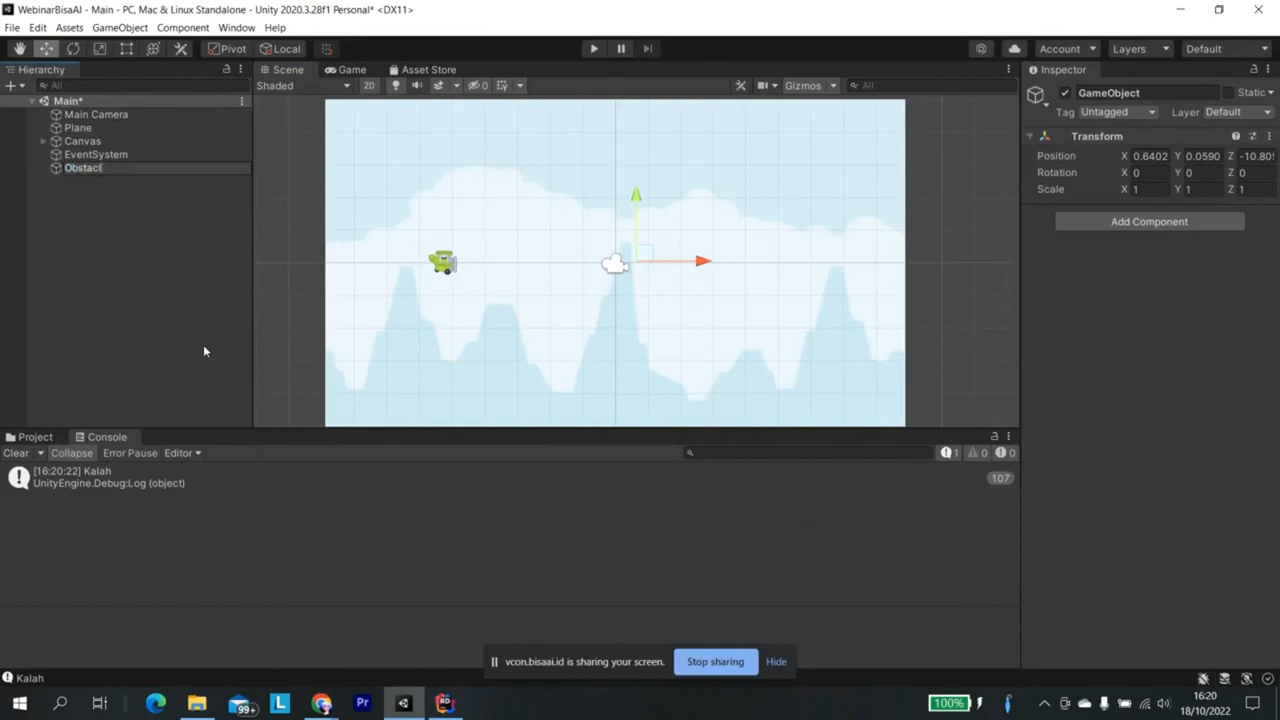 WebinarBisaAI - Main - PC, Mac & Linux Standalone - Unity 2020.3.28f1 Personal* <DX11>
File Edit Assets GameObject Component Window Help
Pivot Local Account Layers Default
Hierarchy Scene Game Asset Store Inspector
All Shaded 2D 0 Gizmos All GameObject Static
Main*
Main Camera
Plane
Canvas
EventSystem
Obstacl
Tag Untagged Layer Default
Transform
Position X 0.6402 Y 0.0590 Z -10.80
Rotation X 0 Y 0 Z 0
Scale X 1 Y 1 Z 1
Add Component
Project Console
Clear Collapse Error Pause Editor 1 0 0
[16:20:22] Kalah
UnityEngine.Debug:Log (object)
107
vcon.bisaai.id is sharing your screen. Stop sharing Hide
Kalah
99+ L Pr RD 100% 16:20
18/10/2022